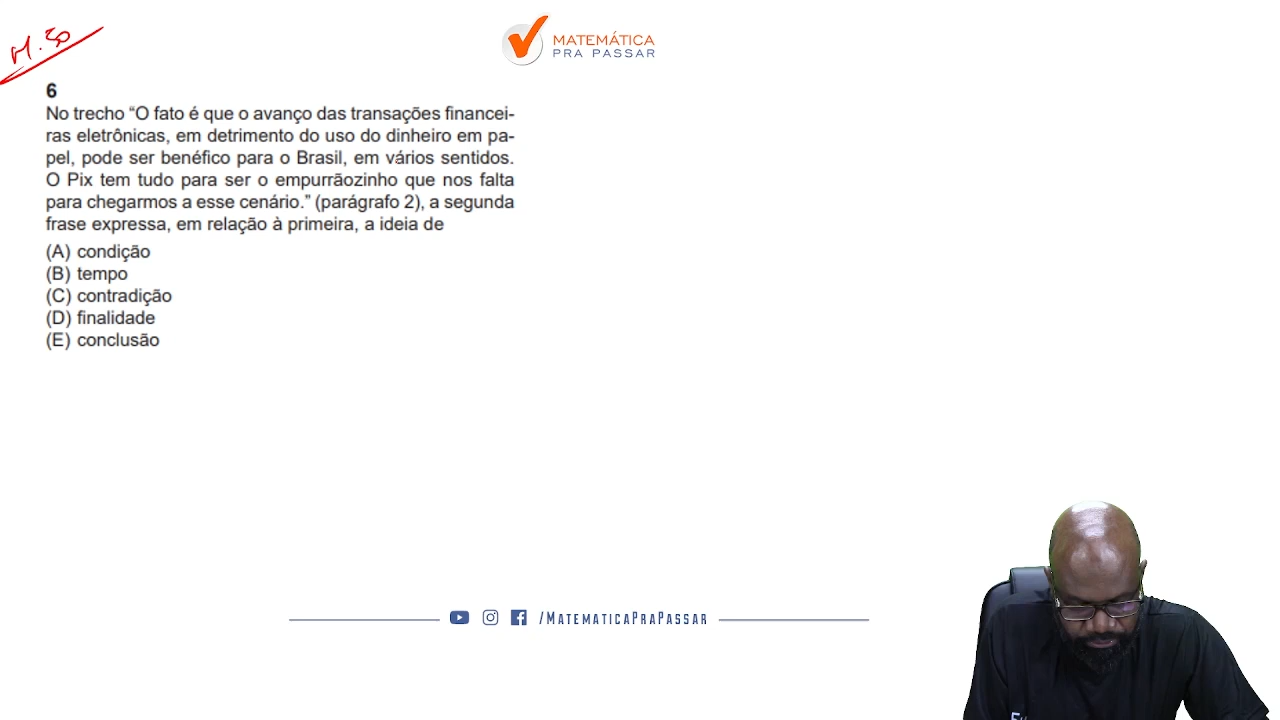 MATEMÁTICA
PRA PASSAR
6
No trecho “O fato é que o avanço das transações financei-
ras eletrônicas, em detrimento do uso do dinheiro em pa-
pel, pode ser benéfico para o Brasil, em vários sentidos.
O Pix tem tudo para ser o empurrãozinho que nos falta
para chegarmos a esse cenário.” (parágrafo 2), a segunda
frase expressa, em relação à primeira, a ideia de
(A) condição
(B) tempo
(C) contradição
(D) finalidade
(E) conclusão
/MATEMATICAPRAPASSAR